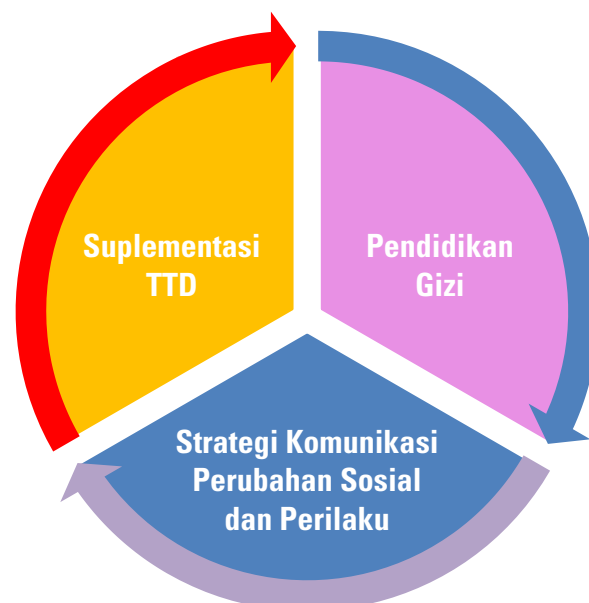 Suplementasi
TTD
Pendidikan
Gizi
Strategi Komunikasi
Perubahan Sosial
dan Perilaku